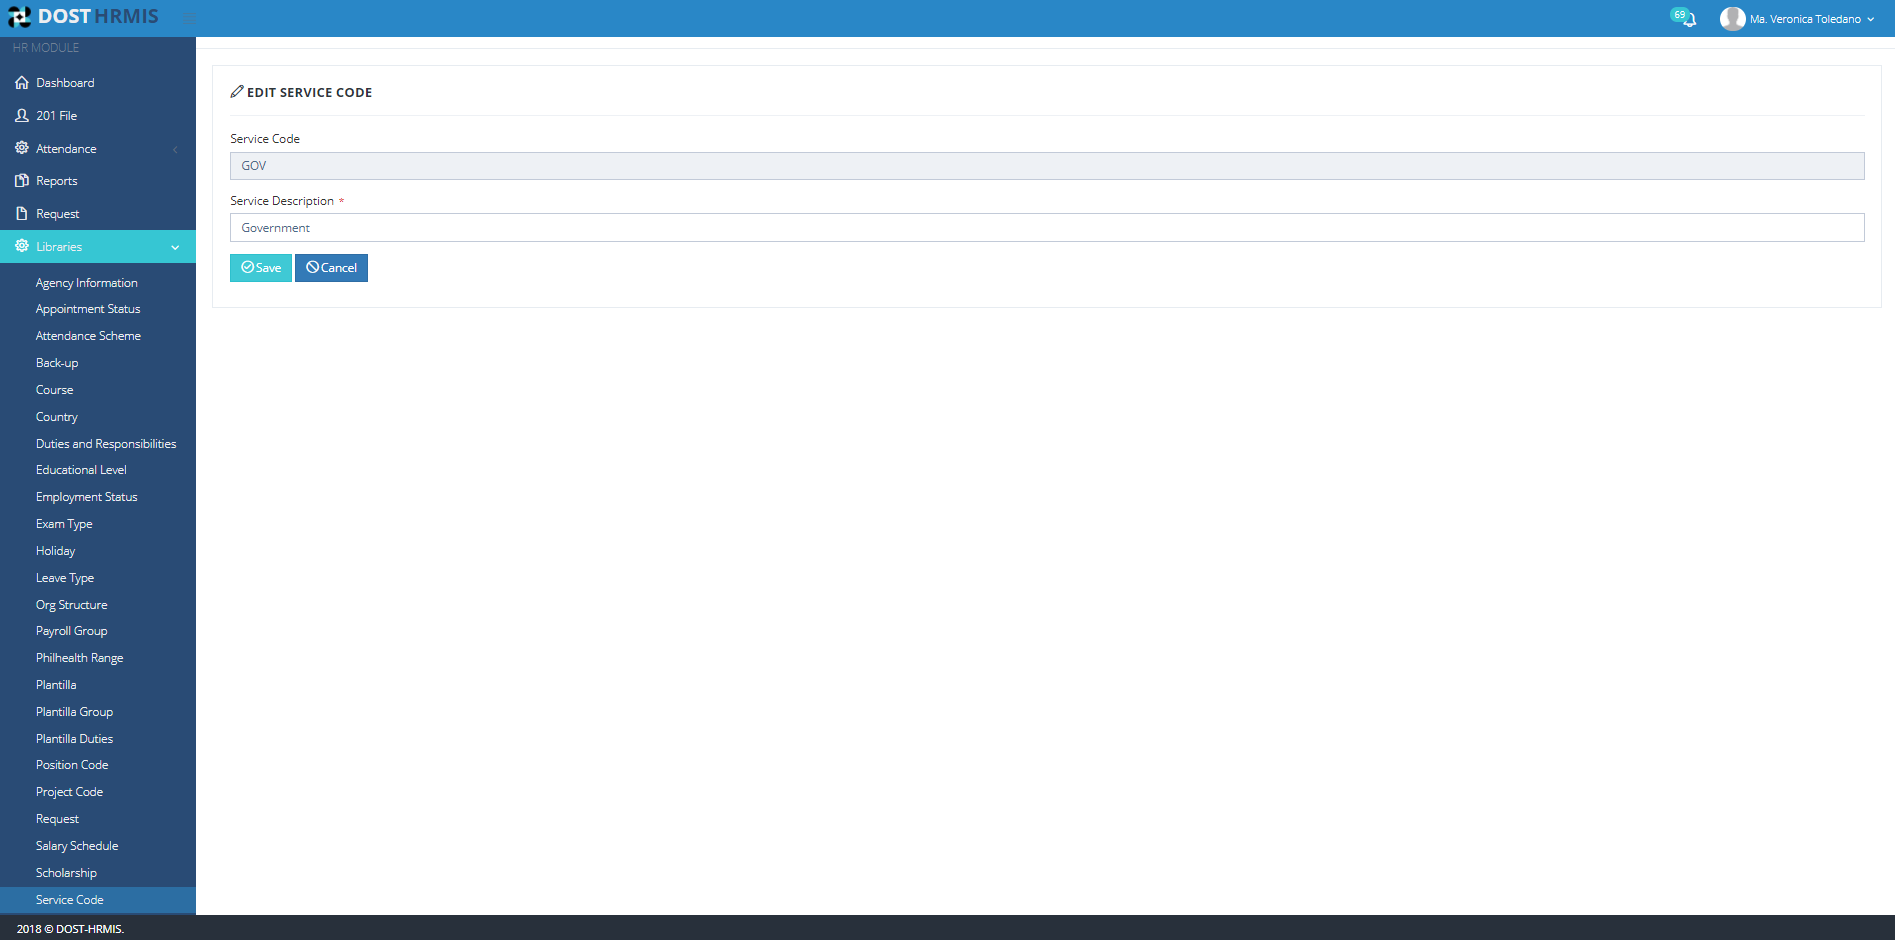 DOST HRMIS
69
Ma. Veronica Toledano
HR MODULE
Dashboard
201 File
Attendance
Reports
Request
Libraries
Agency Information
Appointment Status
Attendance Scheme
Back-up
Course
Country
Duties and Responsibilities
Educational Level
Employment Status
Exam Type
Holiday
Leave Type
Org Structure
Payroll Group
Philhealth Range
Plantilla
Plantilla Group
Plantilla Duties
Position Code
Project Code
Request
Salary Schedule
Scholarship
Service Code
EDIT SERVICE CODE
Service Code
GOV
Service Description *
Government
Save Cancel
2018 © DOST-HRMIS.